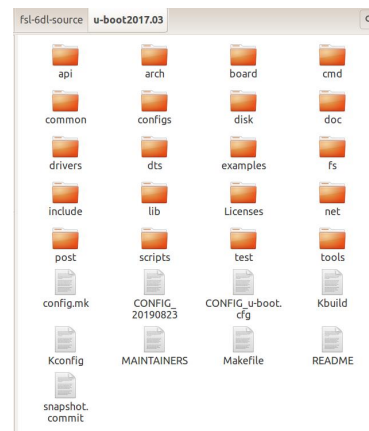 fsl-6dl-source u-boot2017.03
api arch board cmd
common configs disk doc
drivers dts examples fs
include lib Licenses net
post scripts test tools
config.mk CONFIG_ CONFIG_u-boot. Kbuild
20190823 cfg
Kconfig MAINTAINERS Makefile README
snapshot.
commit